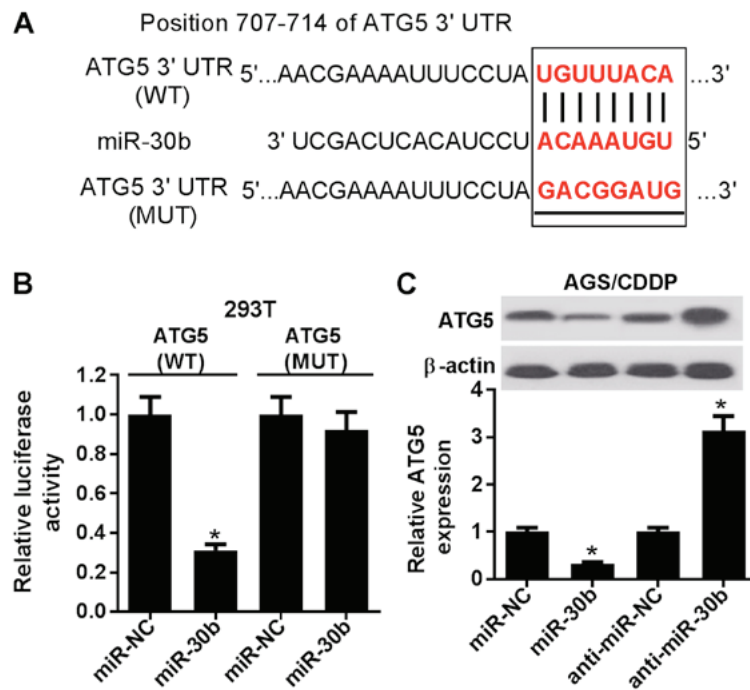 A
Position 707-714 of ATG5 3' UTR
ATG5 3' UTR
(WT)
5'...AACGAAAAUUUCCUA UGUUUACA ...3'
miR-30b
3' UCGACUCACAUCCU ACAAAUGU 5'
ATG5 3' UTR
(MUT)
5'...AACGAAAAUUUCCUA GACGGAUG ...3'
B
293T
ATG5
(WT)
ATG5
(MUT)
Relative luciferase
activity
1.2
1.0
0.8
0.6
0.4
0.2
0.0
*
miR-NC
miR-30b
miR-NC
miR-30b
C
AGS/CDDP
ATG5
β-actin
Relative ATG5
expression
4
3
2
1
0
*
*
miR-NC
miR-30b
anti-miR-NC
anti-miR-30b